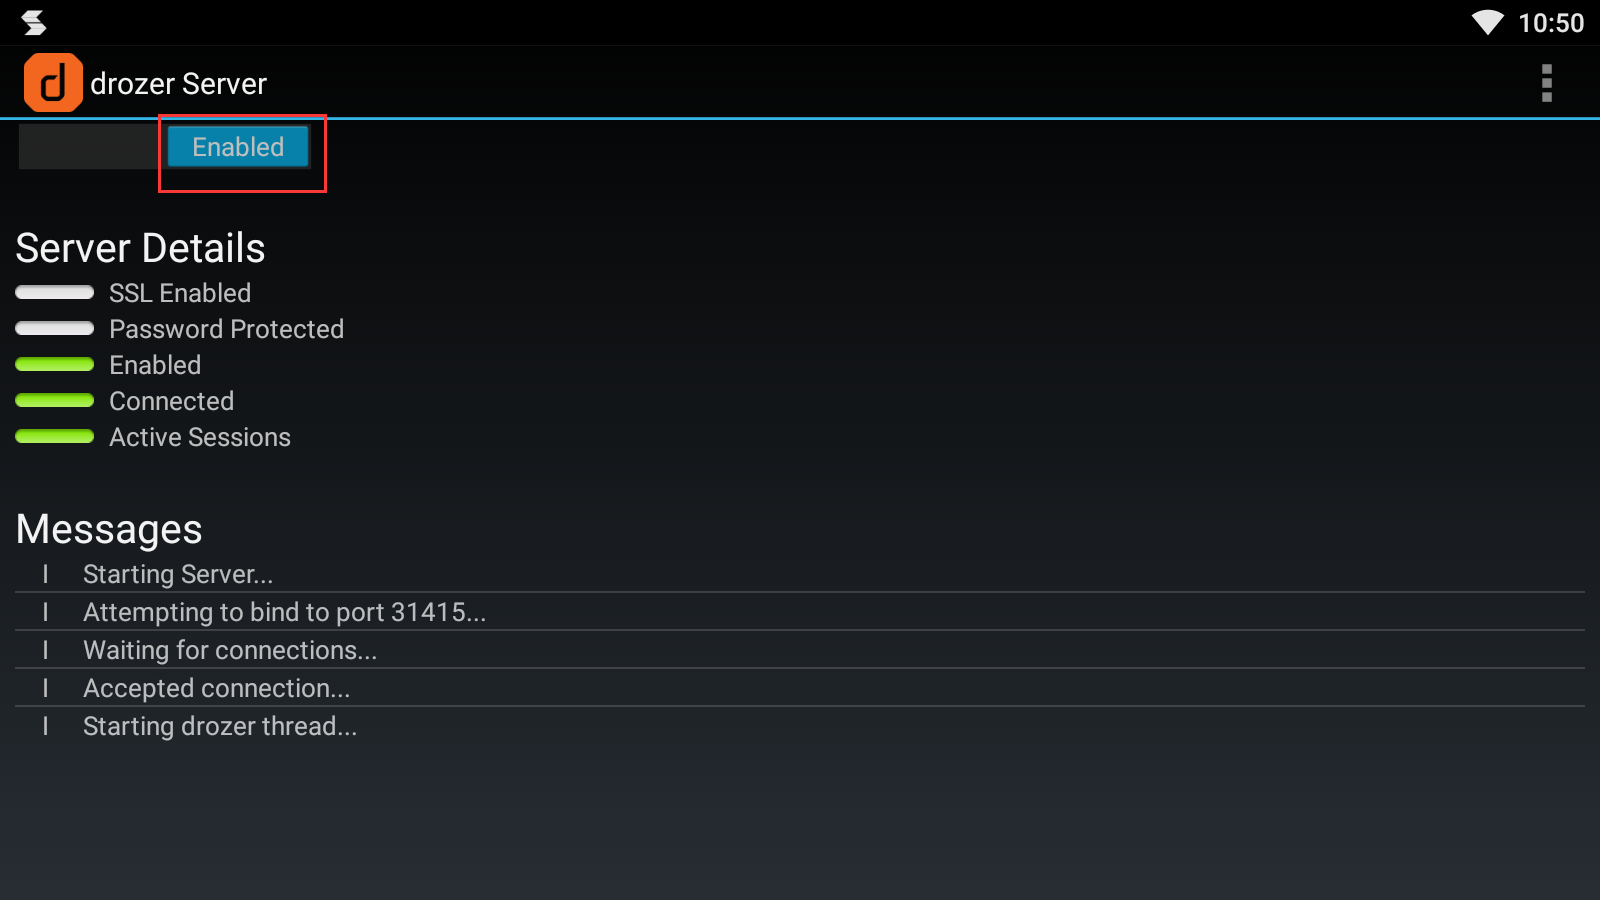 10:50
drozer Server
Enabled
Server Details
SSL Enabled
Password Protected
Enabled
Connected
Active Sessions
Messages
I Starting Server...
I Attempting to bind to port 31415...
I Waiting for connections...
I Accepted connection...
I Starting drozer thread...